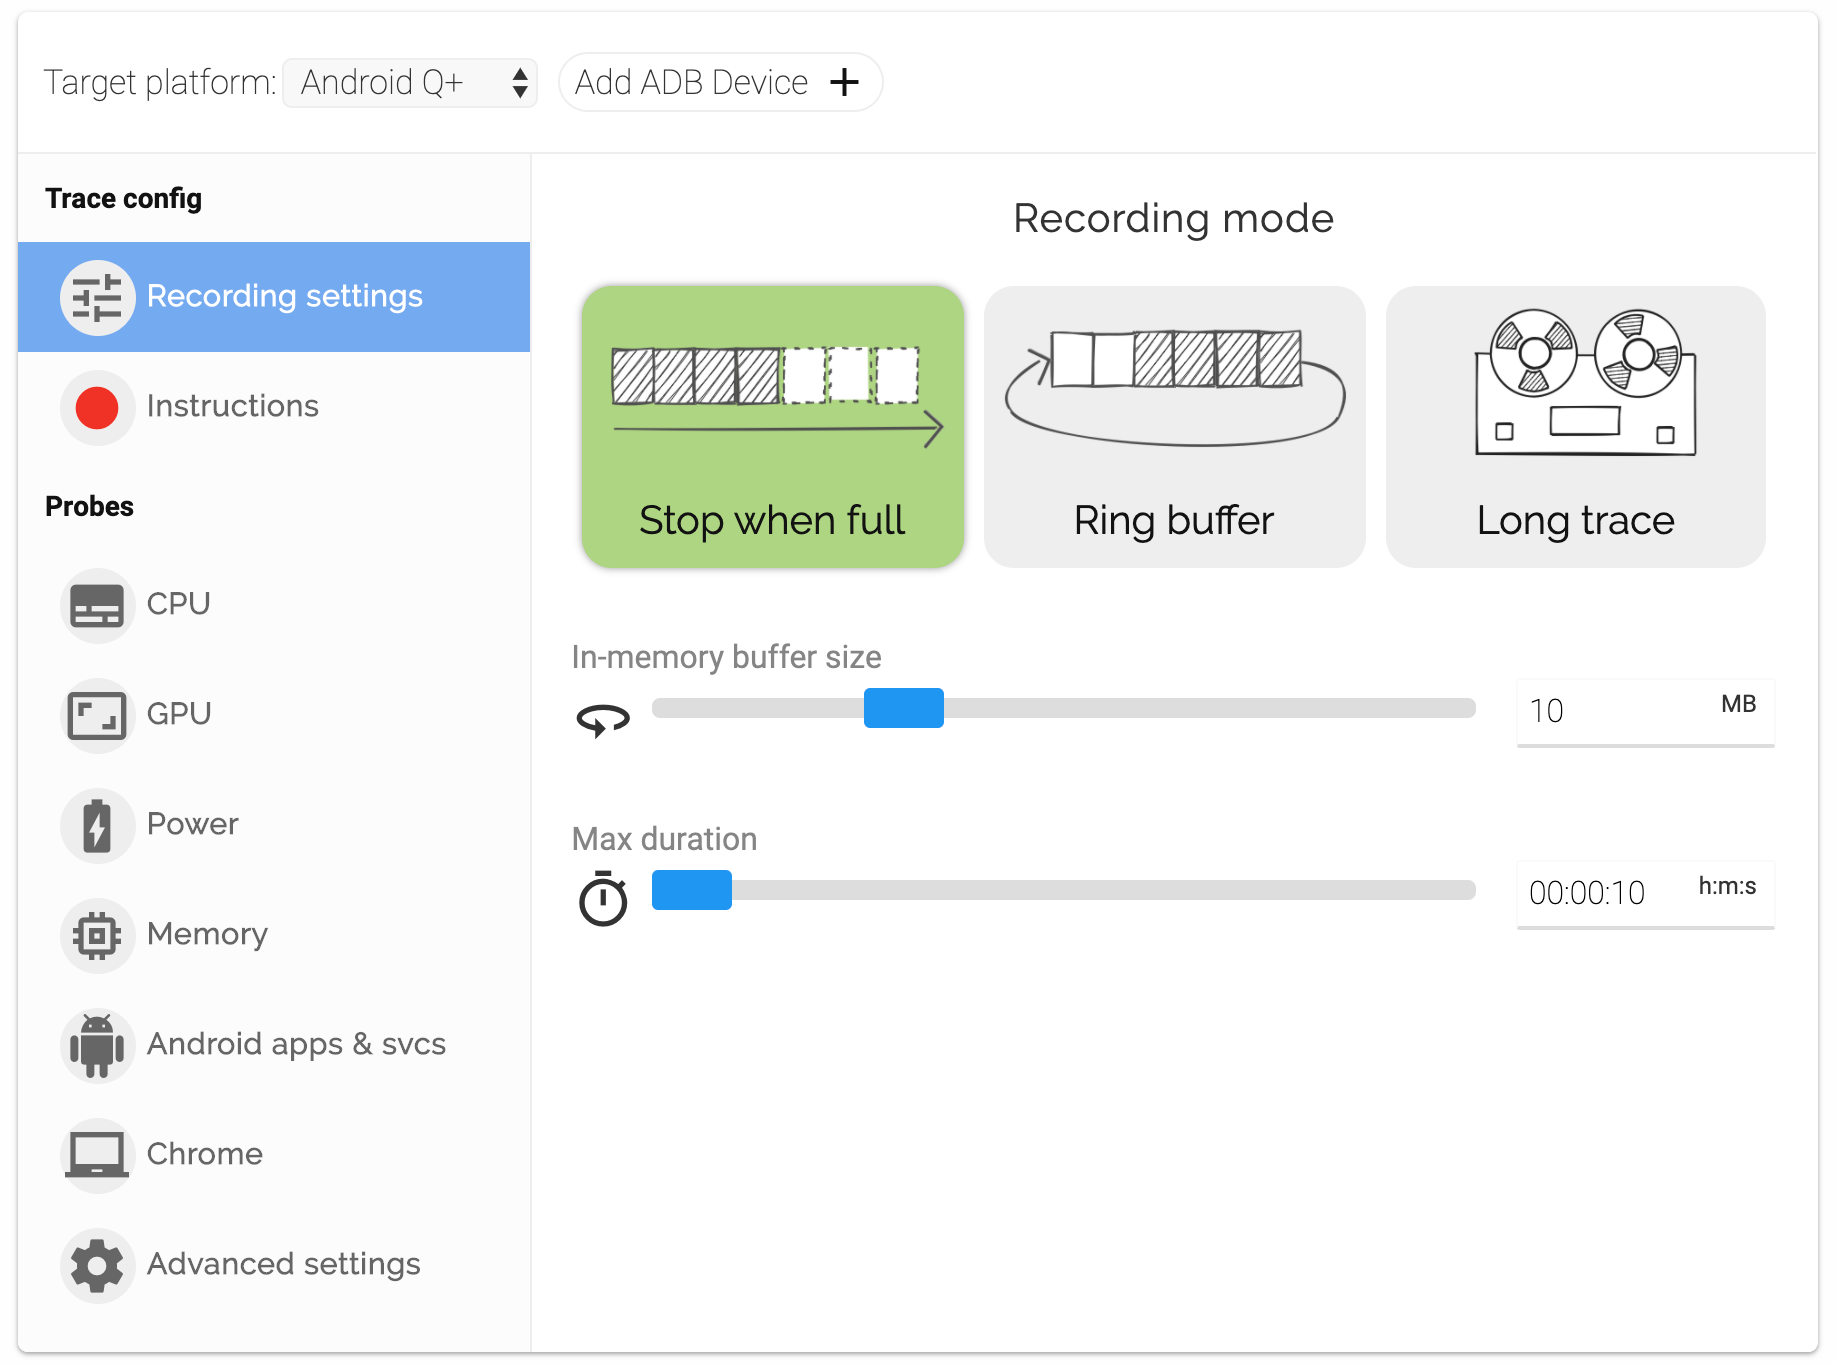 Target platform: Android Q+ Add ADB Device +
Trace config
Recording settings
Instructions
Probes
CPU
GPU
Power
Memory
Android apps & svcs
Chrome
Advanced settings
Recording mode
Stop when full
Ring buffer
Long trace
In-memory buffer size
10 MB
Max duration
00:00:10 h:m:s